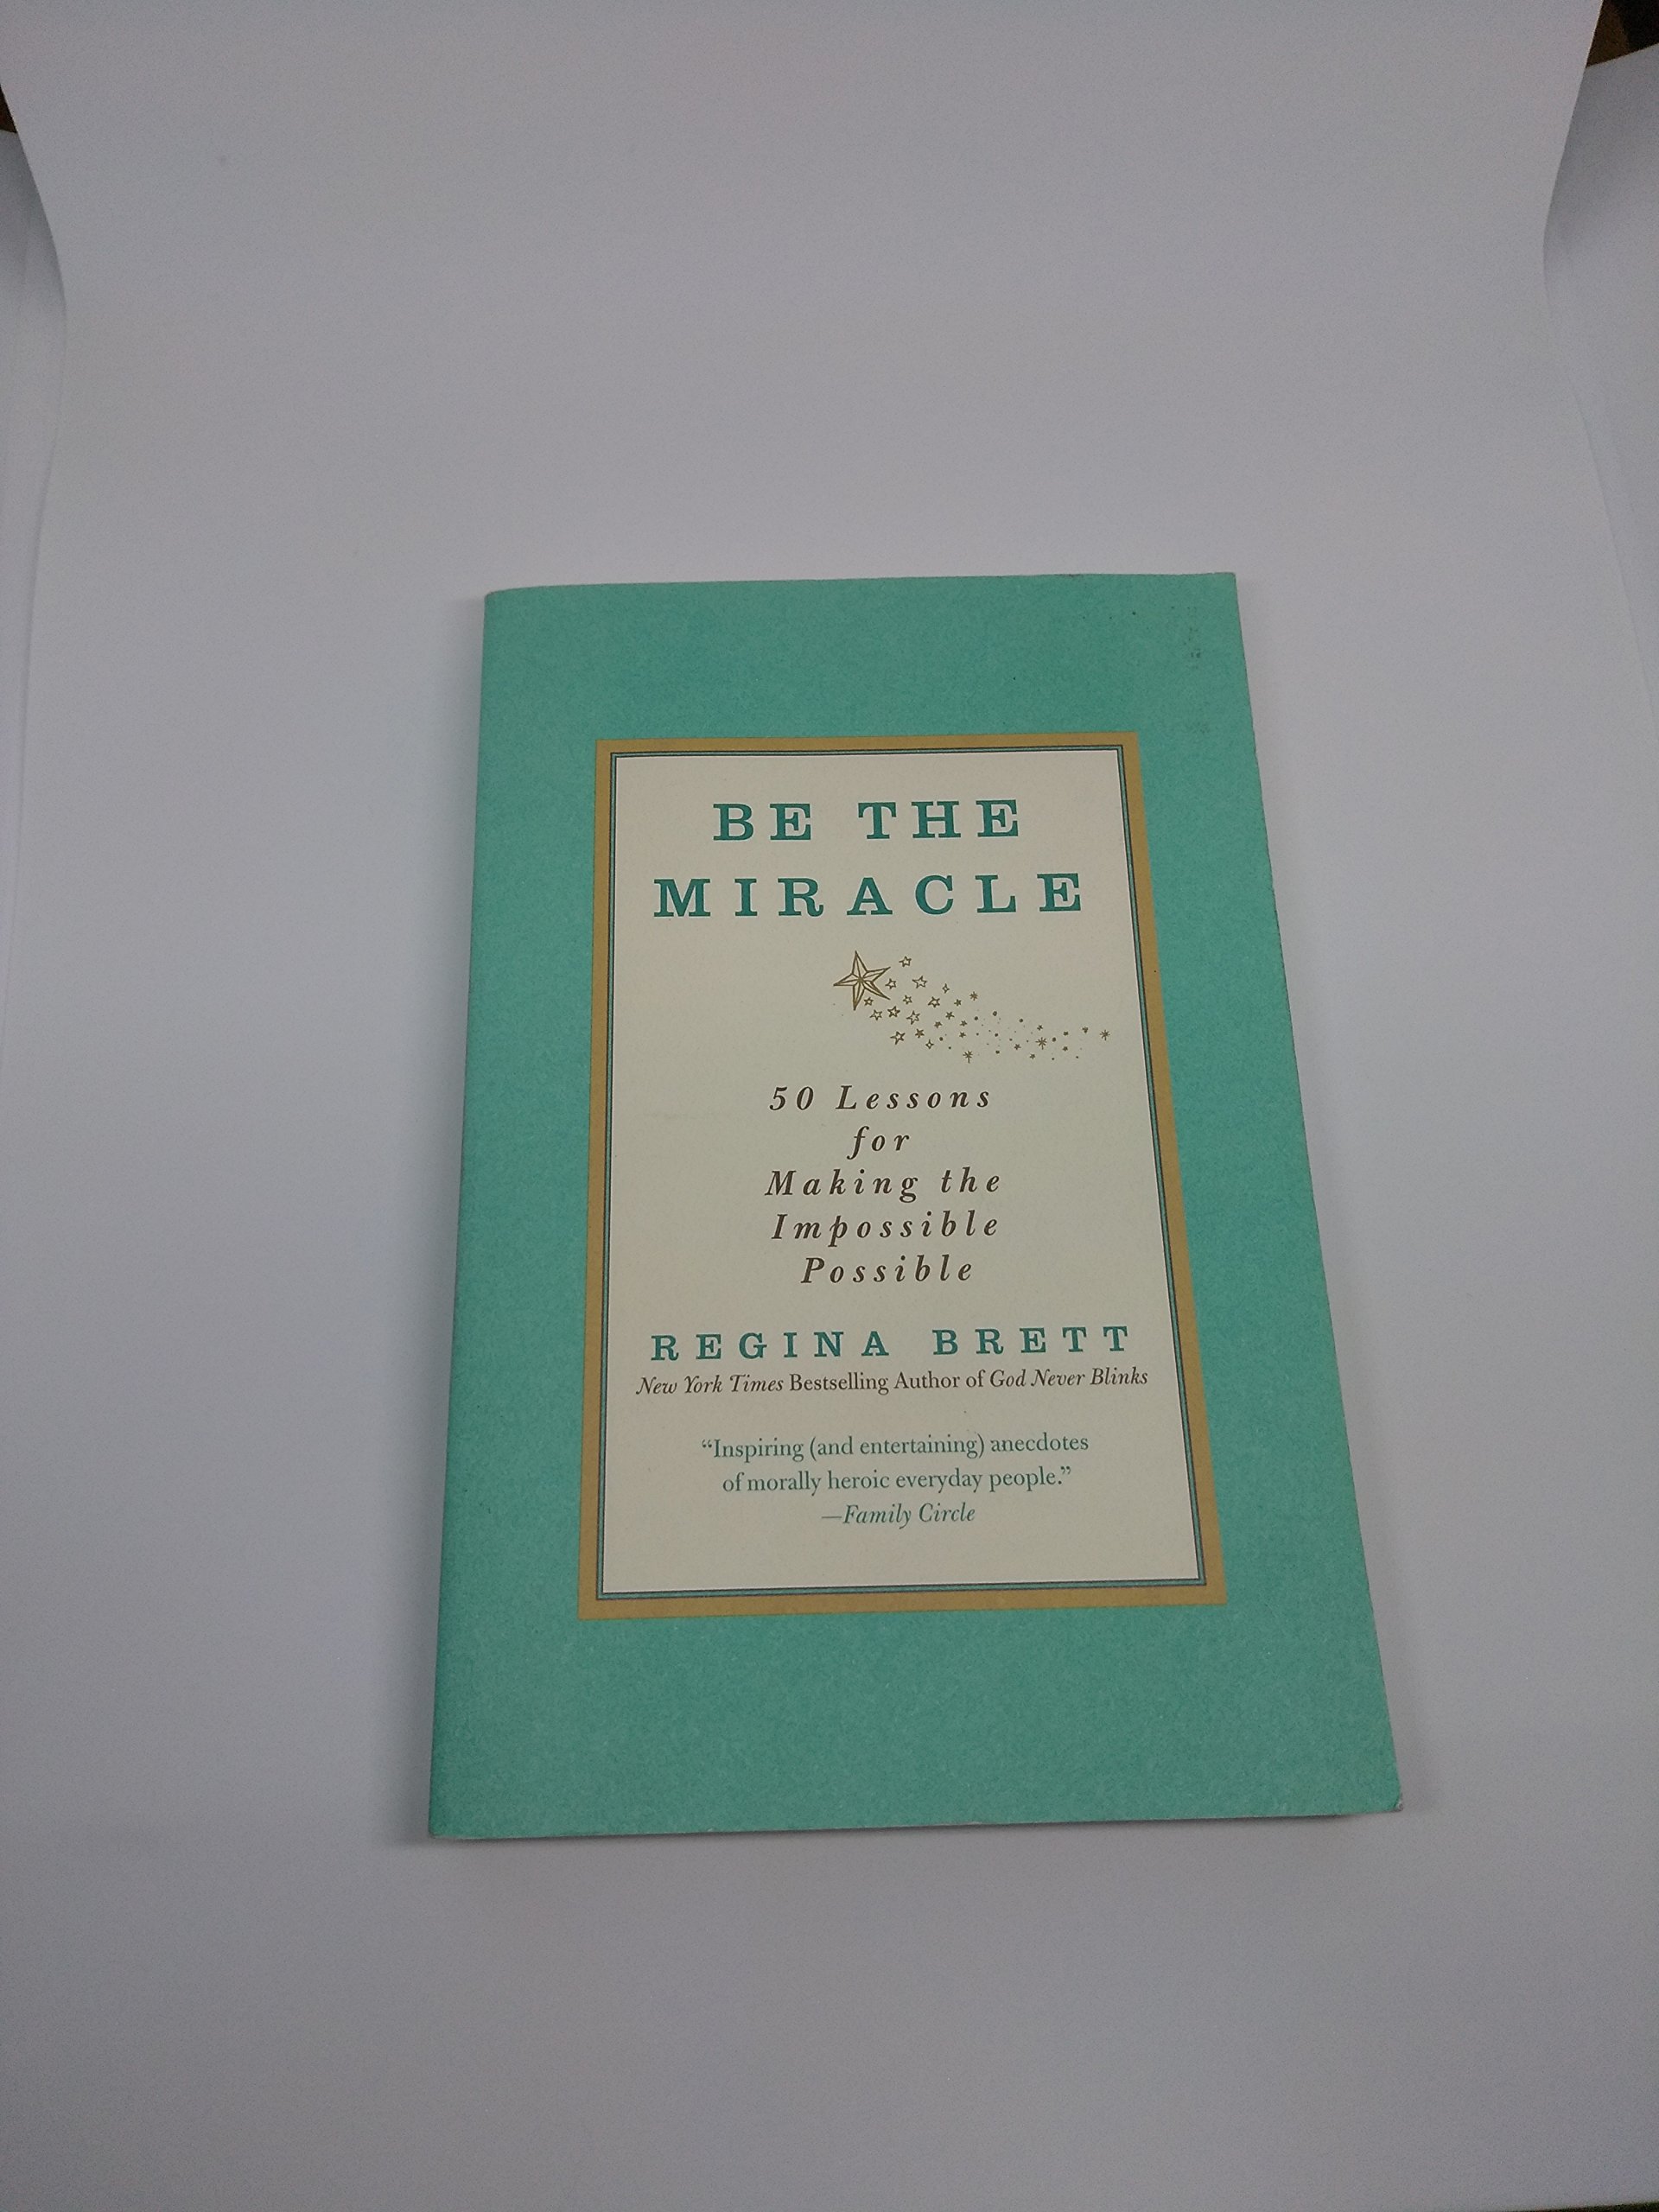 BE THE
MIRACLE
50 Lessons
for
Making the
Impossible
Possible
REGINA BRETT
New York Times Bestselling Author of God Never Blinks
“Inspiring (and entertaining) anecdotes
of morally heroic everyday people.”
—Family Circle